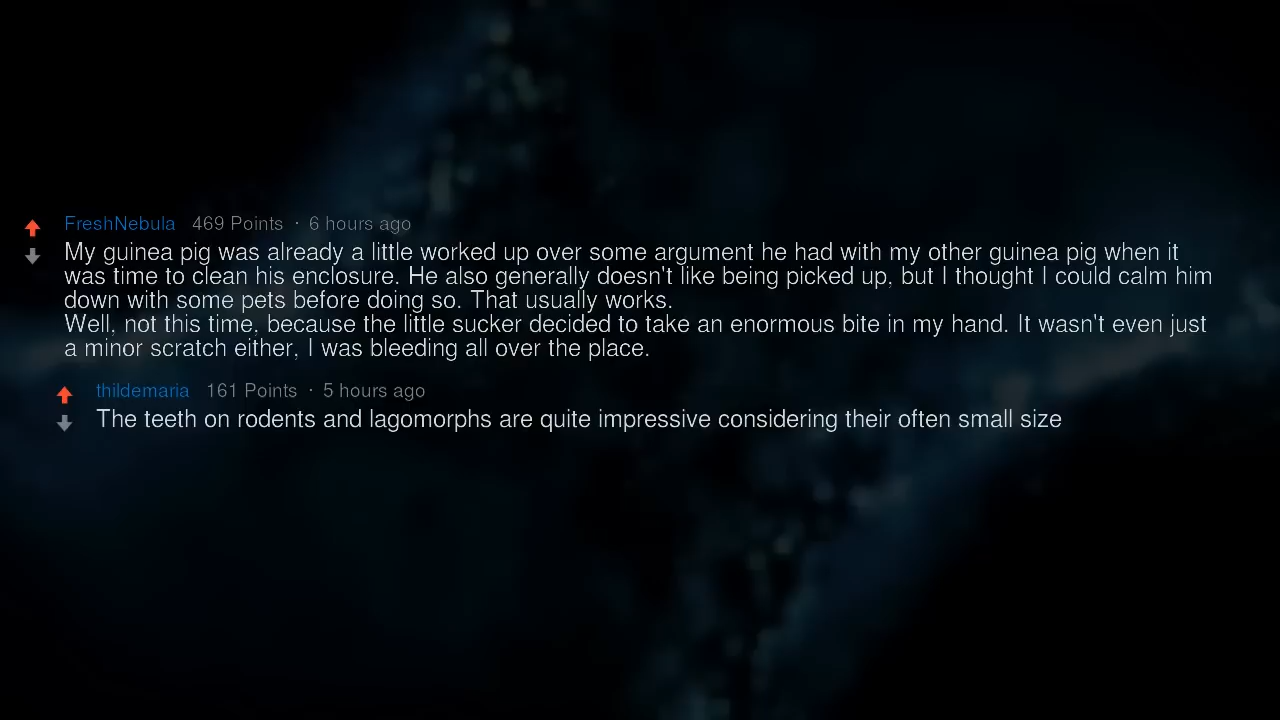 FreshNebula 469 Points · 6 hours ago
My guinea pig was already a little worked up over some argument he had with my other guinea pig when it
was time to clean his enclosure. He also generally doesn't like being picked up, but I thought I could calm him
down with some pets before doing so. That usually works.
Well, not this time, because the little sucker decided to take an enormous bite in my hand. It wasn't even just
a minor scratch either, I was bleeding all over the place.
thildemaria 161 Points · 5 hours ago
The teeth on rodents and lagomorphs are quite impressive considering their often small size